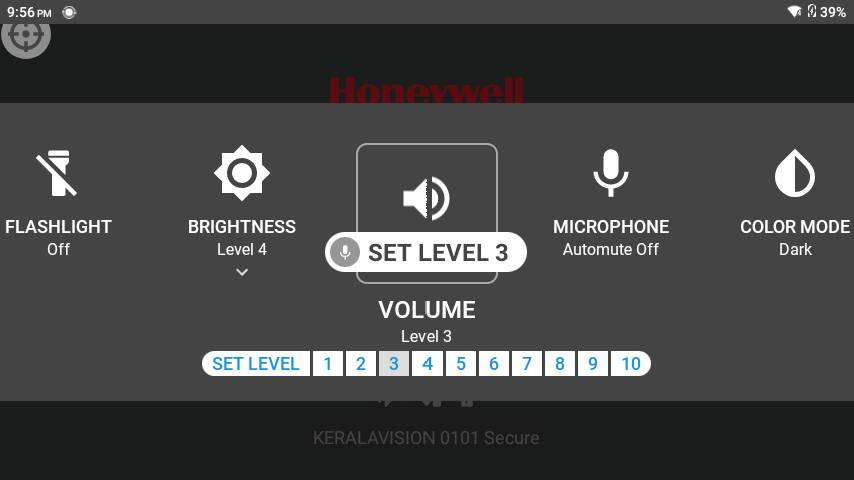 9:56 PM
39%
Honeywell
FLASHLIGHT
Off
BRIGHTNESS
Level 4
SET LEVEL 3
MICROPHONE
Automute Off
COLOR MODE
Dark
VOLUME
Level 3
SET LEVEL 1 2 3 4 5 6 7 8 9 10
KERALAVISION 0101 Secure